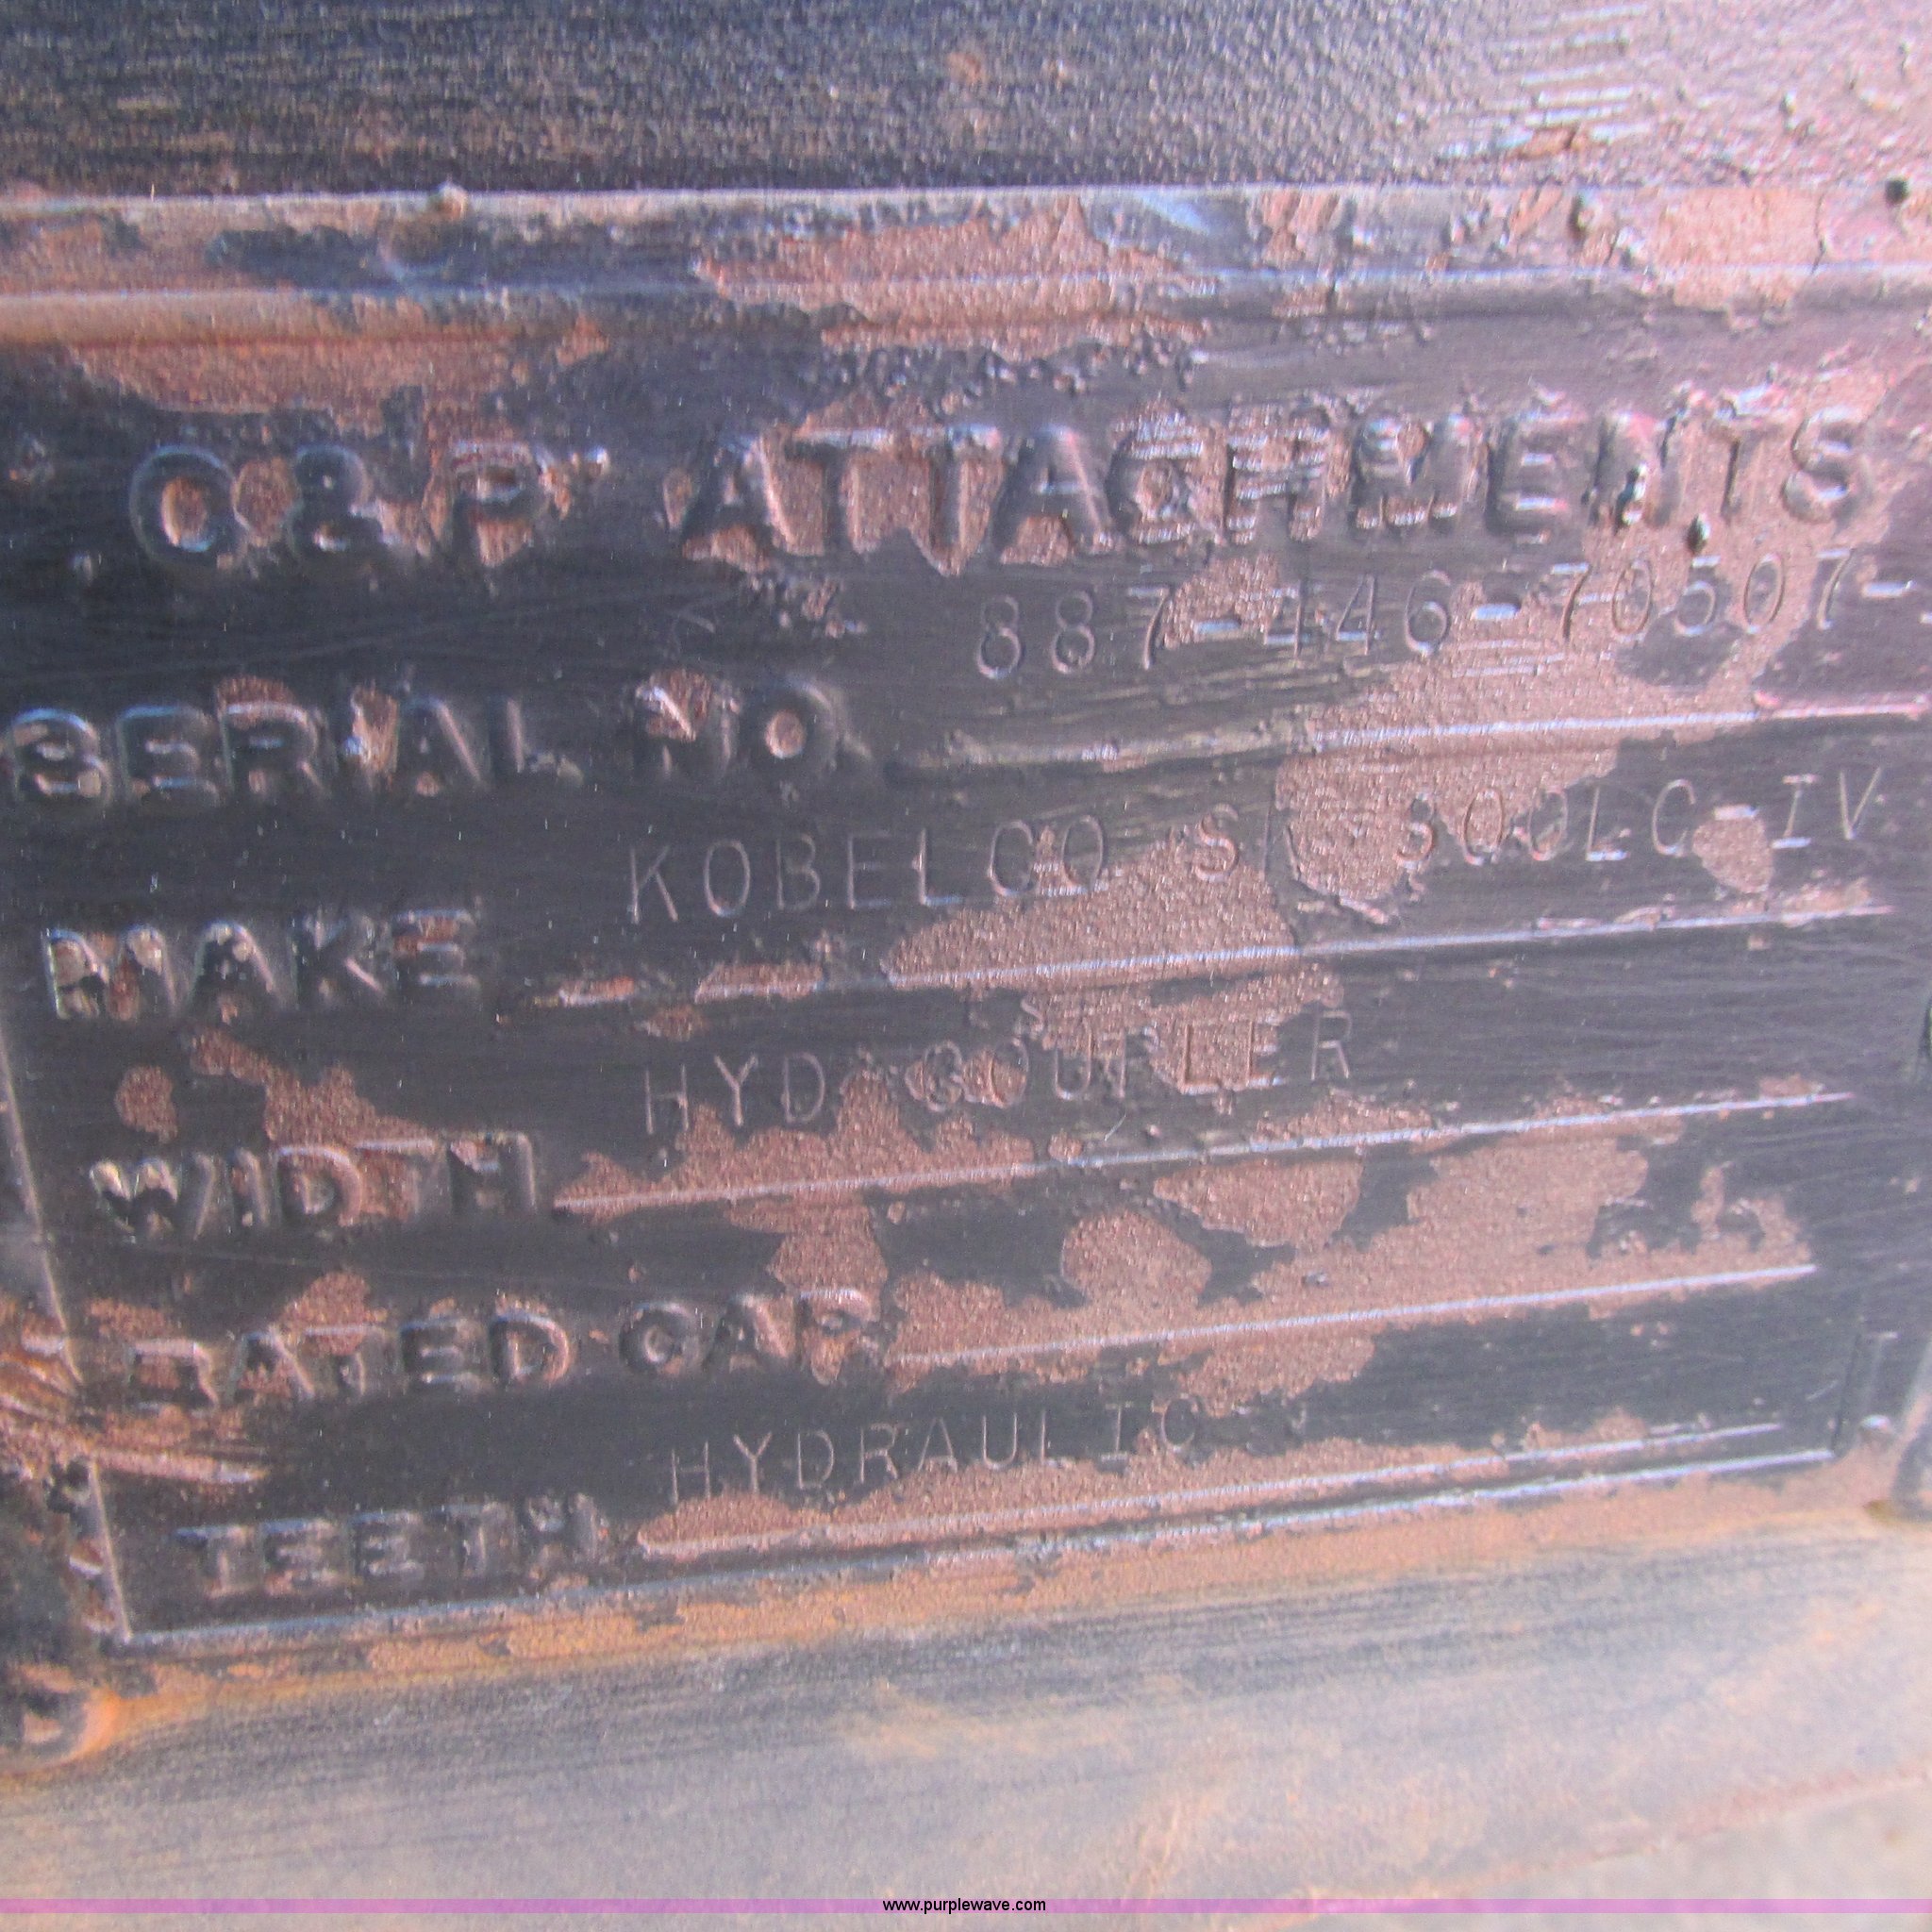 C&P ATTACHMENTS
887-446-70507-
SERIAL NO.
KOBELCO SK 300LC-IV
MAKE
HYD COUPLER
WIDTH
RATED CAP
HYDRAULIC
TEETH
www.purplewave.com